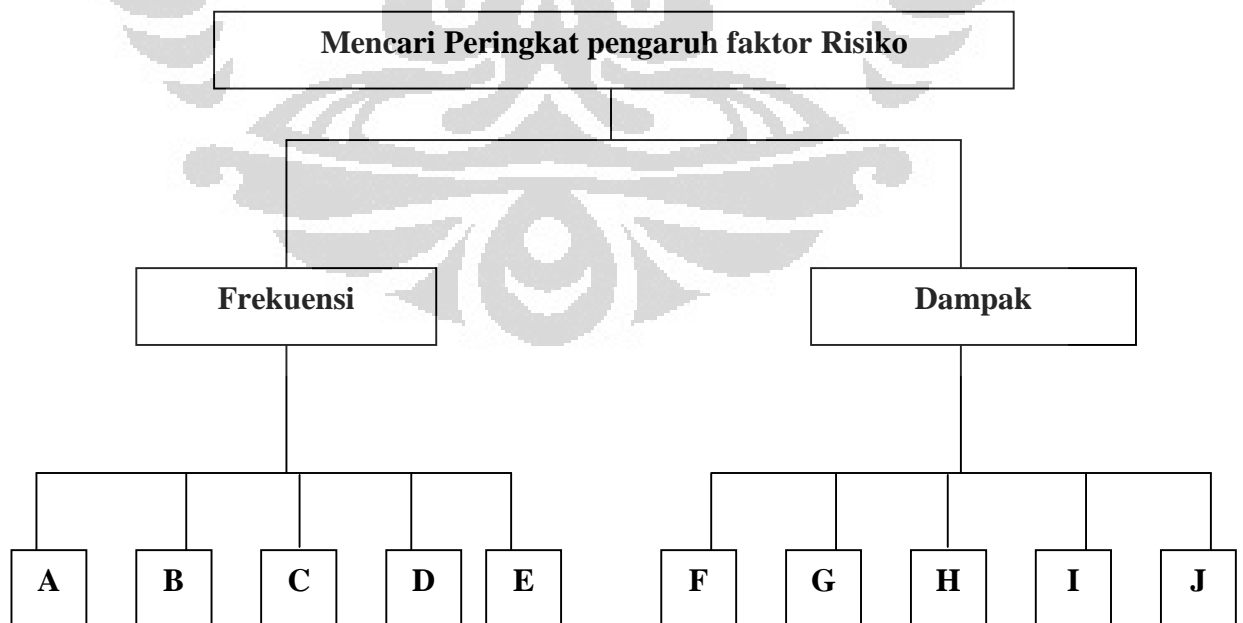 Mencari Peringkat pengaruh faktor Risiko
Frekuensi Dampak
A B C D E F G H I J